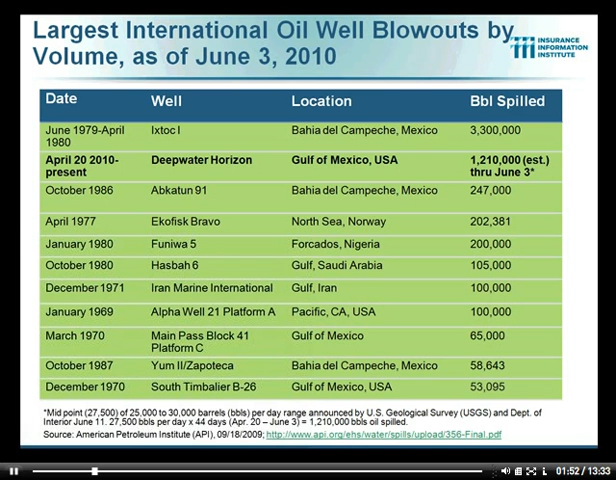 Largest International Oil Well Blowouts by
Volume, as of June 3, 2010
INSURANCE
INFORMATION
INSTITUTE
Date Well Location Bbl Spilled
June 1979-April 1980 Ixtoc I Bahia del Campeche, Mexico 3,300,000
April 20 2010-present Deepwater Horizon Gulf of Mexico, USA 1,210,000 (est.) thru June 3*
October 1986 Abkatun 91 Bahia del Campeche, Mexico 247,000
April 1977 Ekofisk Bravo North Sea, Norway 202,381
January 1980 Funiwa 5 Forcados, Nigeria 200,000
October 1980 Hasbah 6 Gulf, Saudi Arabia 105,000
December 1971 Iran Marine International Gulf, Iran 100,000
January 1969 Alpha Well 21 Platform A Pacific, CA, USA 100,000
March 1970 Main Pass Block 41 Platform C Gulf of Mexico 65,000
October 1987 Yum II/Zapoteca Bahia del Campeche, Mexico 58,643
December 1970 South Timbalier B-26 Gulf of Mexico, USA 53,095
*Mid point (27,500) of 25,000 to 30,000 barrels (bbls) per day range announced by U.S. Geological Survey (USGS) and Dept. of
Interior June 11. 27,500 bbls per day x 44 days (Apr. 20 – June 3) = 1,210,000 bbls oil spilled.
Source: American Petroleum Institute (API), 09/18/2009; http://www.api.org/ehs/water/spills/upload/356-Final.pdf
01:52 / 13:33